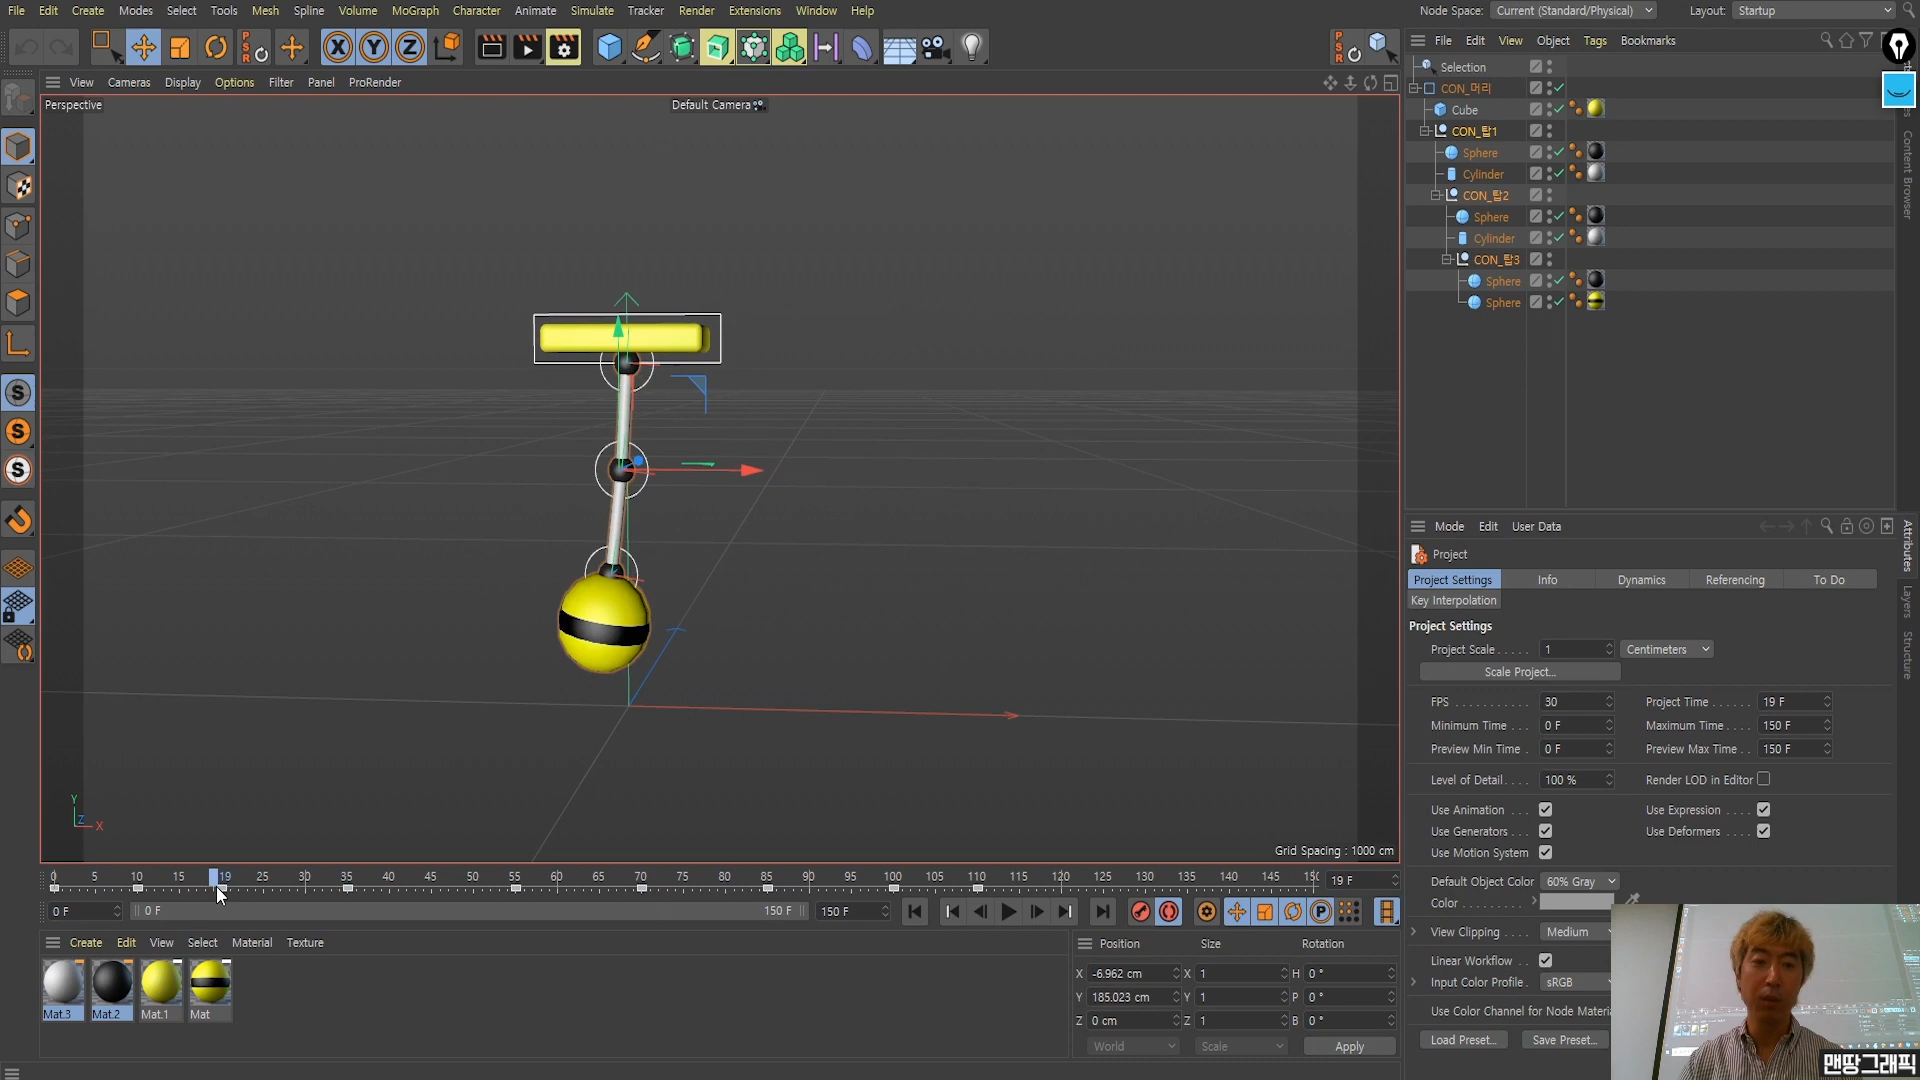 File Edit Create Modes Select Tools Mesh Spline Volume MoGraph Character Animate Simulate Tracker Render Extensions Window Help
Node Space: Current (Standard/Physical) Layout: Startup
View Cameras Display Options Filter Panel ProRender
File Edit View Object Tags Bookmarks
Perspective
Default Camera
Selection
CON_머리
Cube
CON_탑1
Sphere
Cylinder
CON_탑2
Sphere
Cylinder
CON_탑3
Sphere
Sphere
Content Browser
Mode Edit User Data
Attributes
Layers
Structure
Project
Project Settings Info Dynamics Referencing To Do
Key Interpolation
Project Settings
Project Scale 1 Centimeters
Scale Project...
FPS 30 Project Time 19 F
Minimum Time 0 F Maximum Time 150 F
Preview Min Time 0 F Preview Max Time 150 F
Level of Detail 100 % Render LOD in Editor
Use Animation Use Expression
Use Generators Use Deformers
Use Motion System
Default Object Color 60% Gray
Color
View Clipping Medium
Linear Workflow
Input Color Profile sRGB
Use Color Channel for Node Materi
Load Preset... Save Preset...
Y
Z X
Grid Spacing : 1000 cm
0 5 10 15 19 25 30 35 40 45 50 55 60 65 70 75 80 85 90 95 100 105 110 115 120 125 130 135 140 145 15 19 F
0 F 0 F 150 F 150 F
Create Edit View Select Material Texture
Mat.3 Mat.2 Mat.1 Mat
Position Size Rotation
X -6.962 cm X 1 H 0 °
Y 185.023 cm Y 1 P 0 °
Z 0 cm Z 1 B 0 °
World Scale Apply
맨땅그래픽